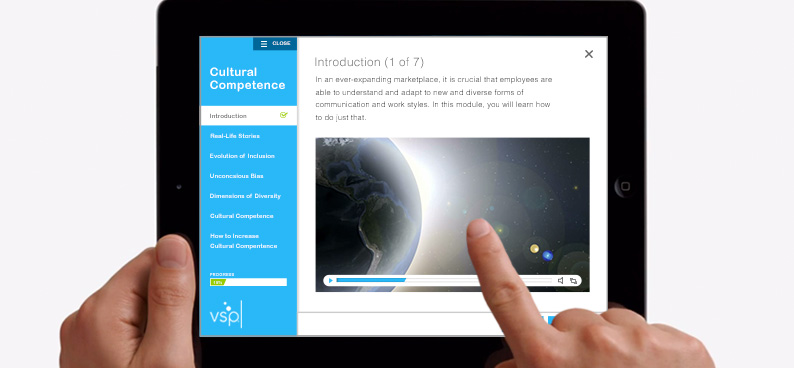 ☰ CLOSE
Cultural
Competence
Introduction
Real-Life Stories
Evolution of Inclusion
Unconcsious Bias
Dimensions of Diversity
Cultural Competence
How to Increase
Cultural Compentence
PROGRESS
vsp
Introduction (1 of 7)
In an ever-expanding marketplace, it is crucial that employees are
able to understand and adapt to new and diverse forms of
communication and work styles. In this module, you will learn how
to do just that.